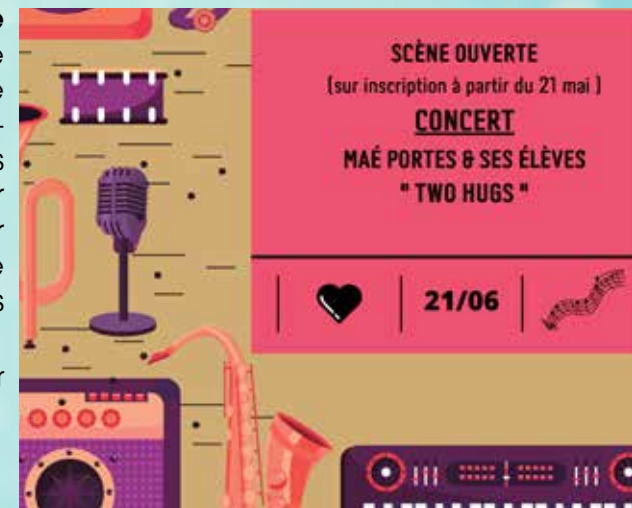 SCÈNE OUVERTE
(sur inscription à partir du 21 mai )
CONCERT
MAÉ PORTES & SES ÉLÈVES
" TWO HUGS "
21/06